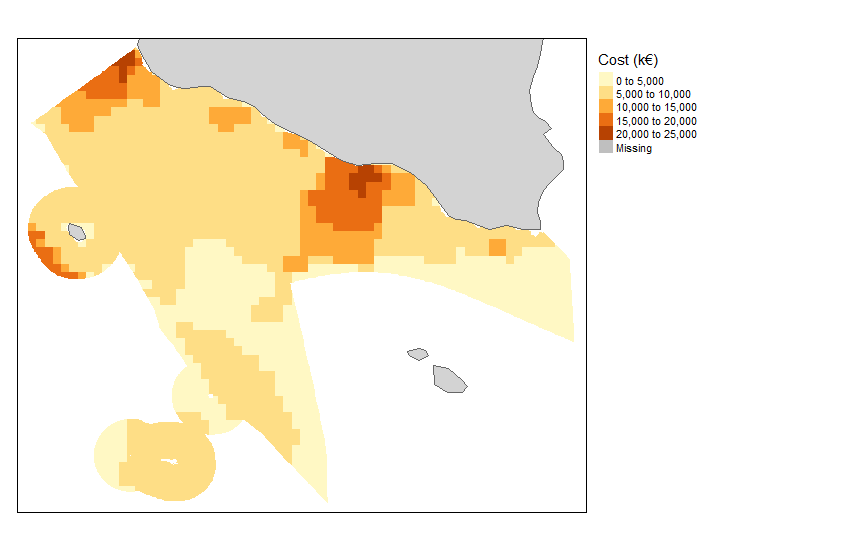 Cost (k€)
0 to 5,000
5,000 to 10,000
10,000 to 15,000
15,000 to 20,000
20,000 to 25,000
Missing